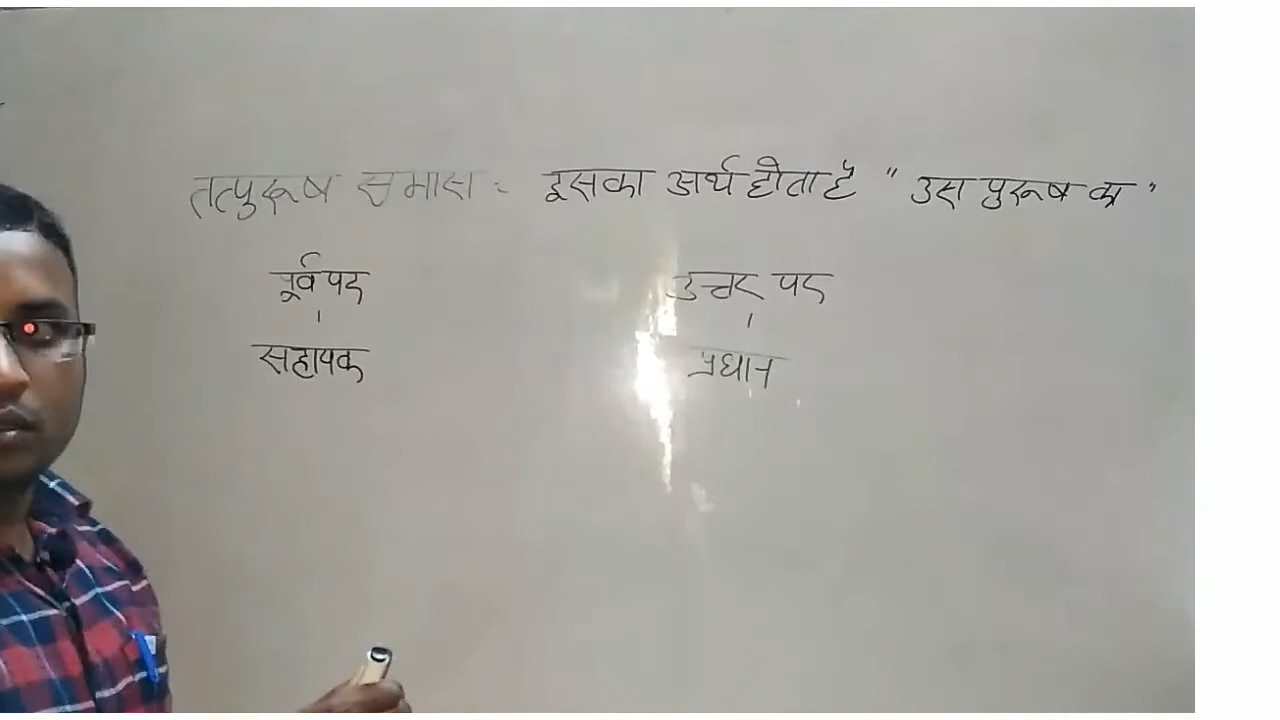 तत्पुरूष समास :- इसका अर्थ होता है " उस पुरूष का "
पूर्व पद उत्तर पद
सहायक प्रधान